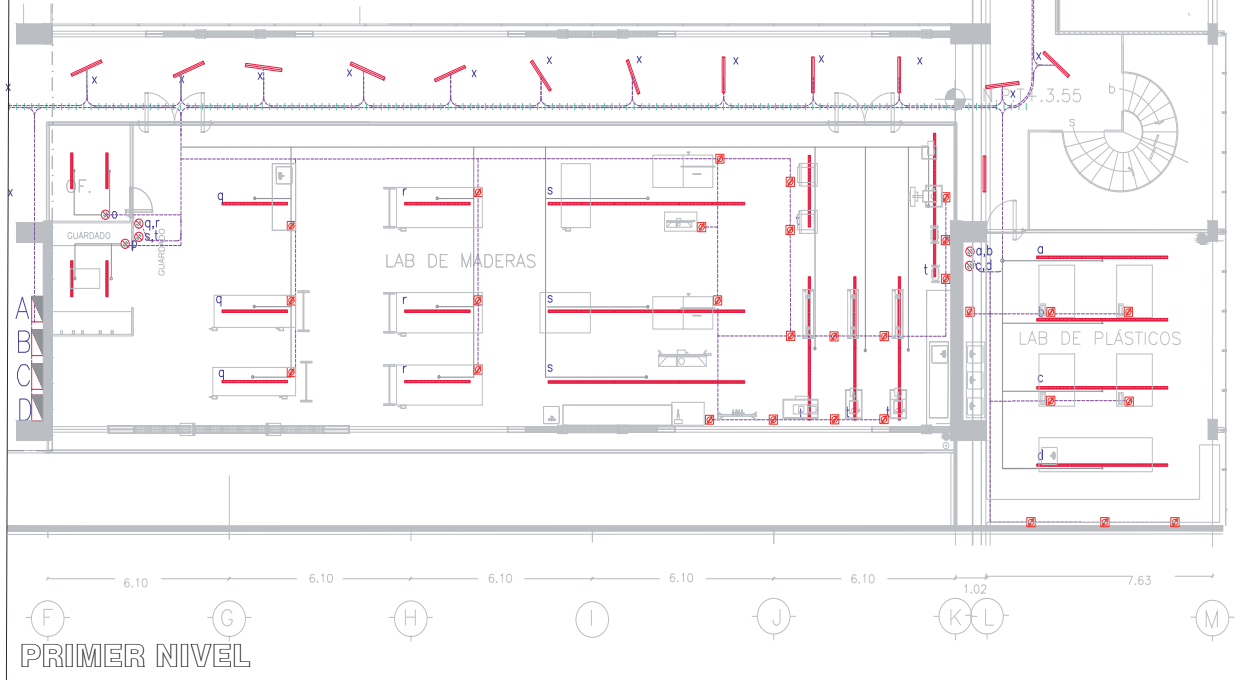 x x x x x x x x x x x x x
N.P.T+.3.55
b
s
x
x
OF.
o
q,r
s,t
p
GUARDADO
GUARDADO
q r s
LAB DE MADERAS
t
t
a,b
c,d
a
A
B
C
D
q r s
b
LAB DE PLÁSTICOS
q r s
c
t t t
d
6.10 6.10 6.10 6.10 6.10 1.02 7.63
F G H I J K L M
PRIMER NIVEL